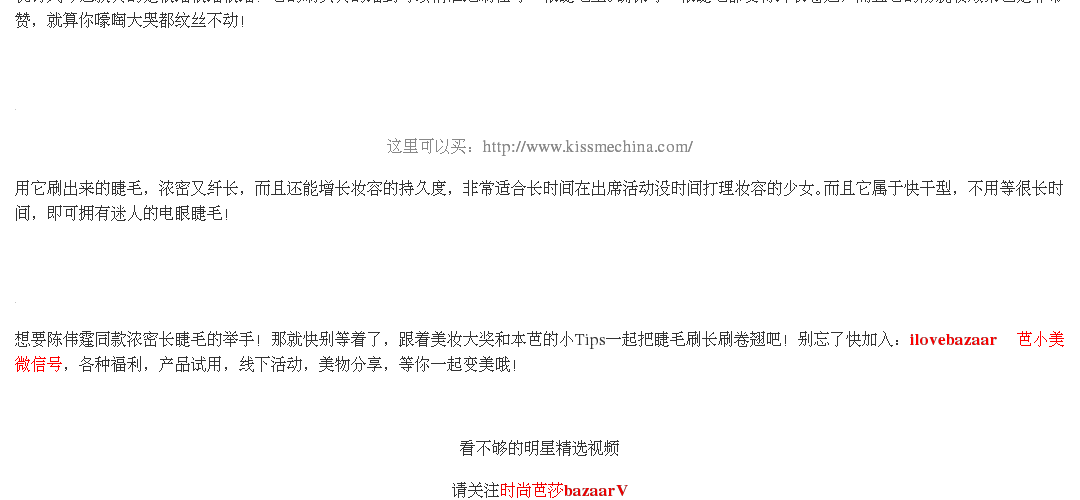 赞，就算你嚎啕大哭都纹丝不动！
这里可以买：http://www.kissmechina.com/
用它刷出来的睫毛，浓密又纤长，而且还能增长妆容的持久度，非常适合长时间在出席活动没时间打理妆容的少女。而且它属于快干型，不用等很长时
间，即可拥有迷人的电眼睫毛！
想要陈伟霆同款浓密长睫毛的举手！那就快别等着了，跟着美妆大奖和本芭的小Tips一起把睫毛刷长刷卷翘吧！别忘了快加入：ilovebazaar 芭小美
微信号，各种福利，产品试用，线下活动，美物分享，等你一起变美哦！
看不够的明星精选视频
请关注时尚芭莎bazaarV